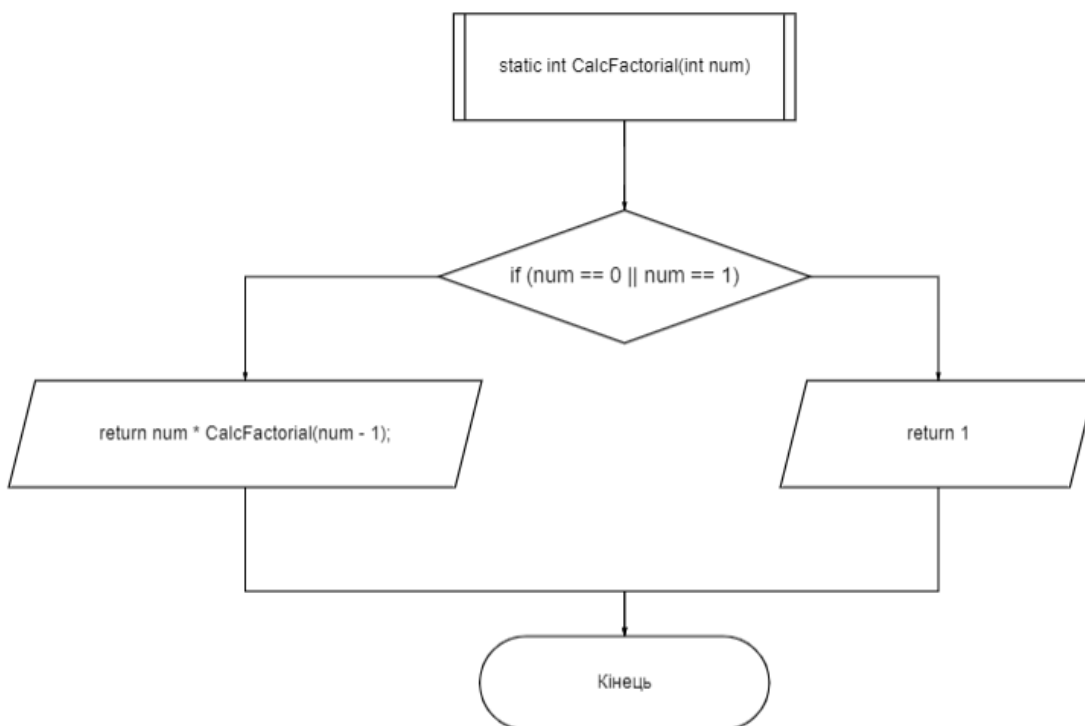 static int CalcFactorial(int num)
if (num == 0 || num == 1)
return num * CalcFactorial(num - 1);
return 1
Кінець